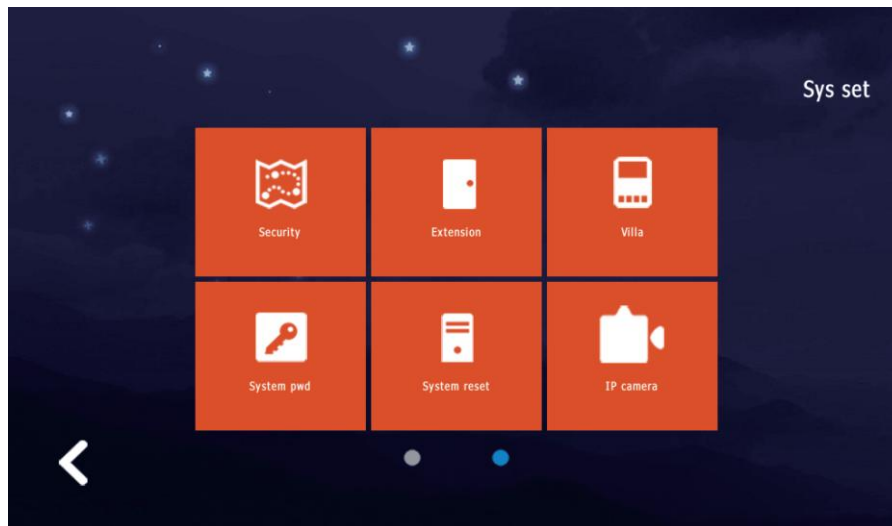 Sys set
Security
Extension
Villa
System pwd
System reset
IP camera